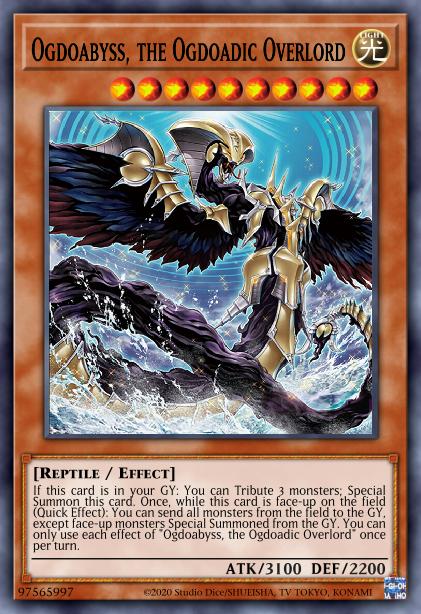 Ogdoabyss, the Ogdoadic Overlord
LIGHT
光
[Reptile / Effect]
If this card is in your GY: You can Tribute 3 monsters; Special
Summon this card. Once, while this card is face-up on the field
(Quick Effect): You can send all monsters from the field to the GY,
except face-up monsters Special Summoned from the GY. You can
only use each effect of "Ogdoabyss, the Ogdoadic Overlord" once
per turn.
ATK/3100 DEF/2200
97565997
©2020 Studio Dice/SHUEISHA, TV TOKYO, KONAMI